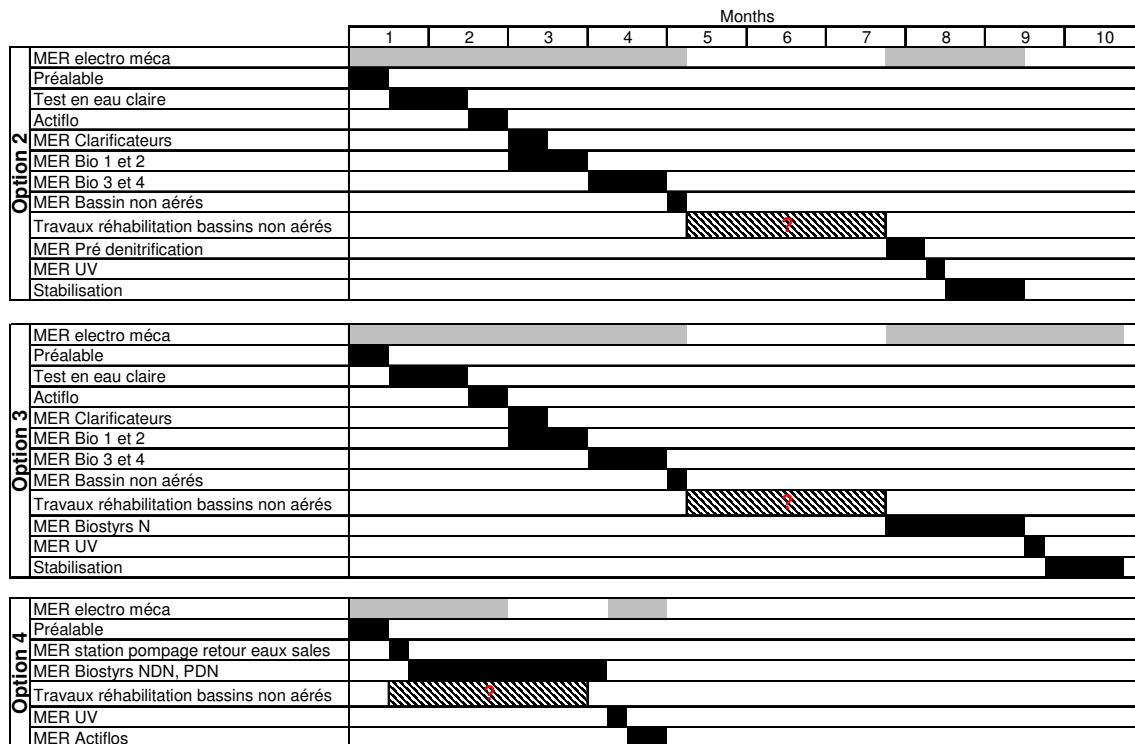 Months
1 2 3 4 5 6 7 8 9 10
Option 2
MER electro méca
Préalable
Test en eau claire
Actiflo
MER Clarificateurs
MER Bio 1 et 2
MER Bio 3 et 4
MER Bassin non aérés
Travaux réhabilitation bassins non aérés ?
MER Pré denitrification
MER UV
Stabilisation
Option 3
MER electro méca
Préalable
Test en eau claire
Actiflo
MER Clarificateurs
MER Bio 1 et 2
MER Bio 3 et 4
MER Bassin non aérés
Travaux réhabilitation bassins non aérés ?
MER Biostyrs N
MER UV
Stabilisation
Option 4
MER electro méca
Préalable
MER station pompage retour eaux sales
MER Biostyrs NDN, PDN
Travaux réhabilitation bassins non aérés ?
MER UV
MER Actiflos